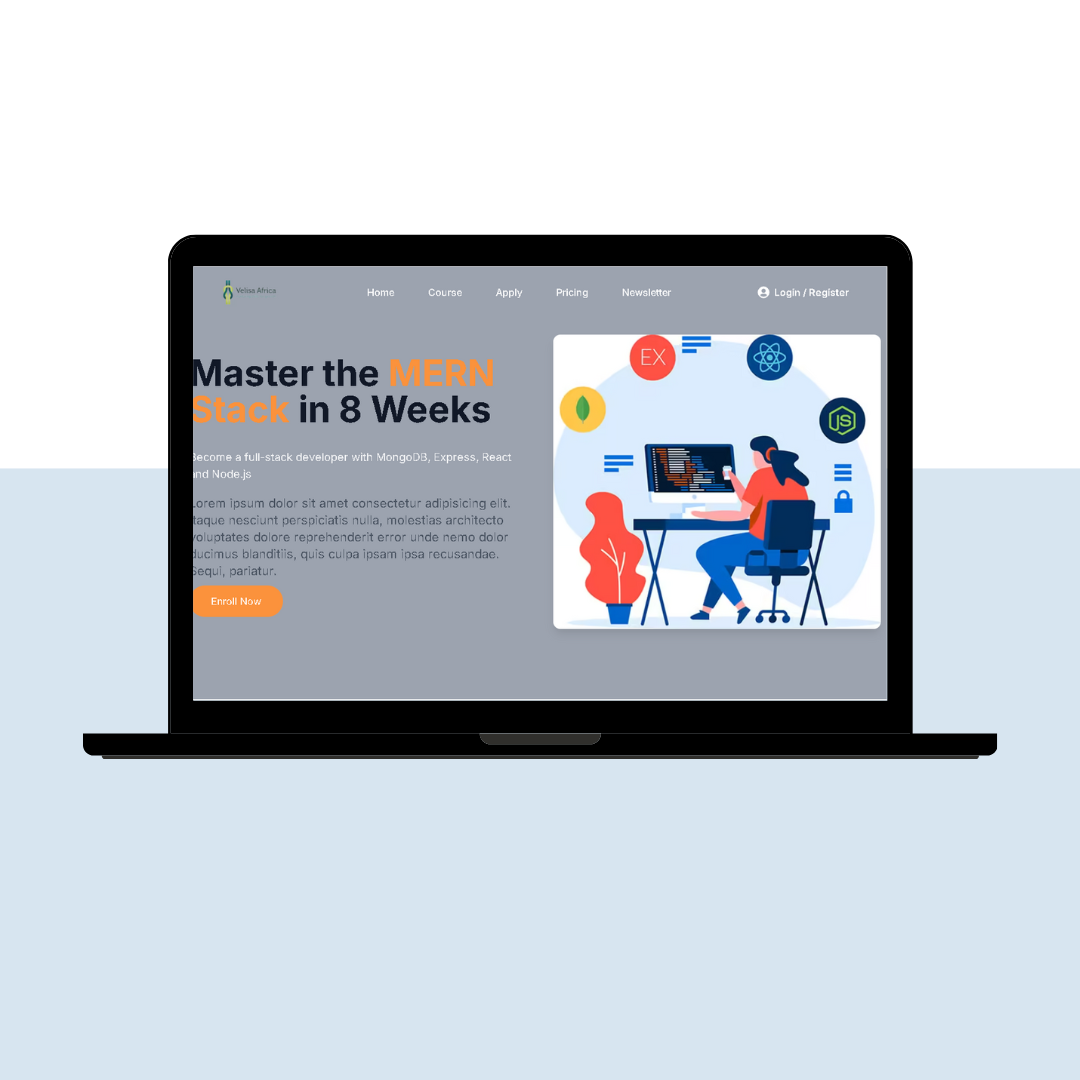 Velisa Africa
Home Course Apply Pricing Newsletter Login / Register
Master the MERN
Stack in 8 Weeks
Become a full-stack developer with MongoDB, Express, React
and Node.js
Lorem ipsum dolor sit amet consectetur adipisicing elit.
Itaque nesciunt perspiciatis nulla, molestias architecto
voluptates dolore reprehenderit error unde nemo dolor
ducimus blanditiis, quis culpa ipsam ipsa recusandae.
Sequi, pariatur.
Enroll Now
EX
JS